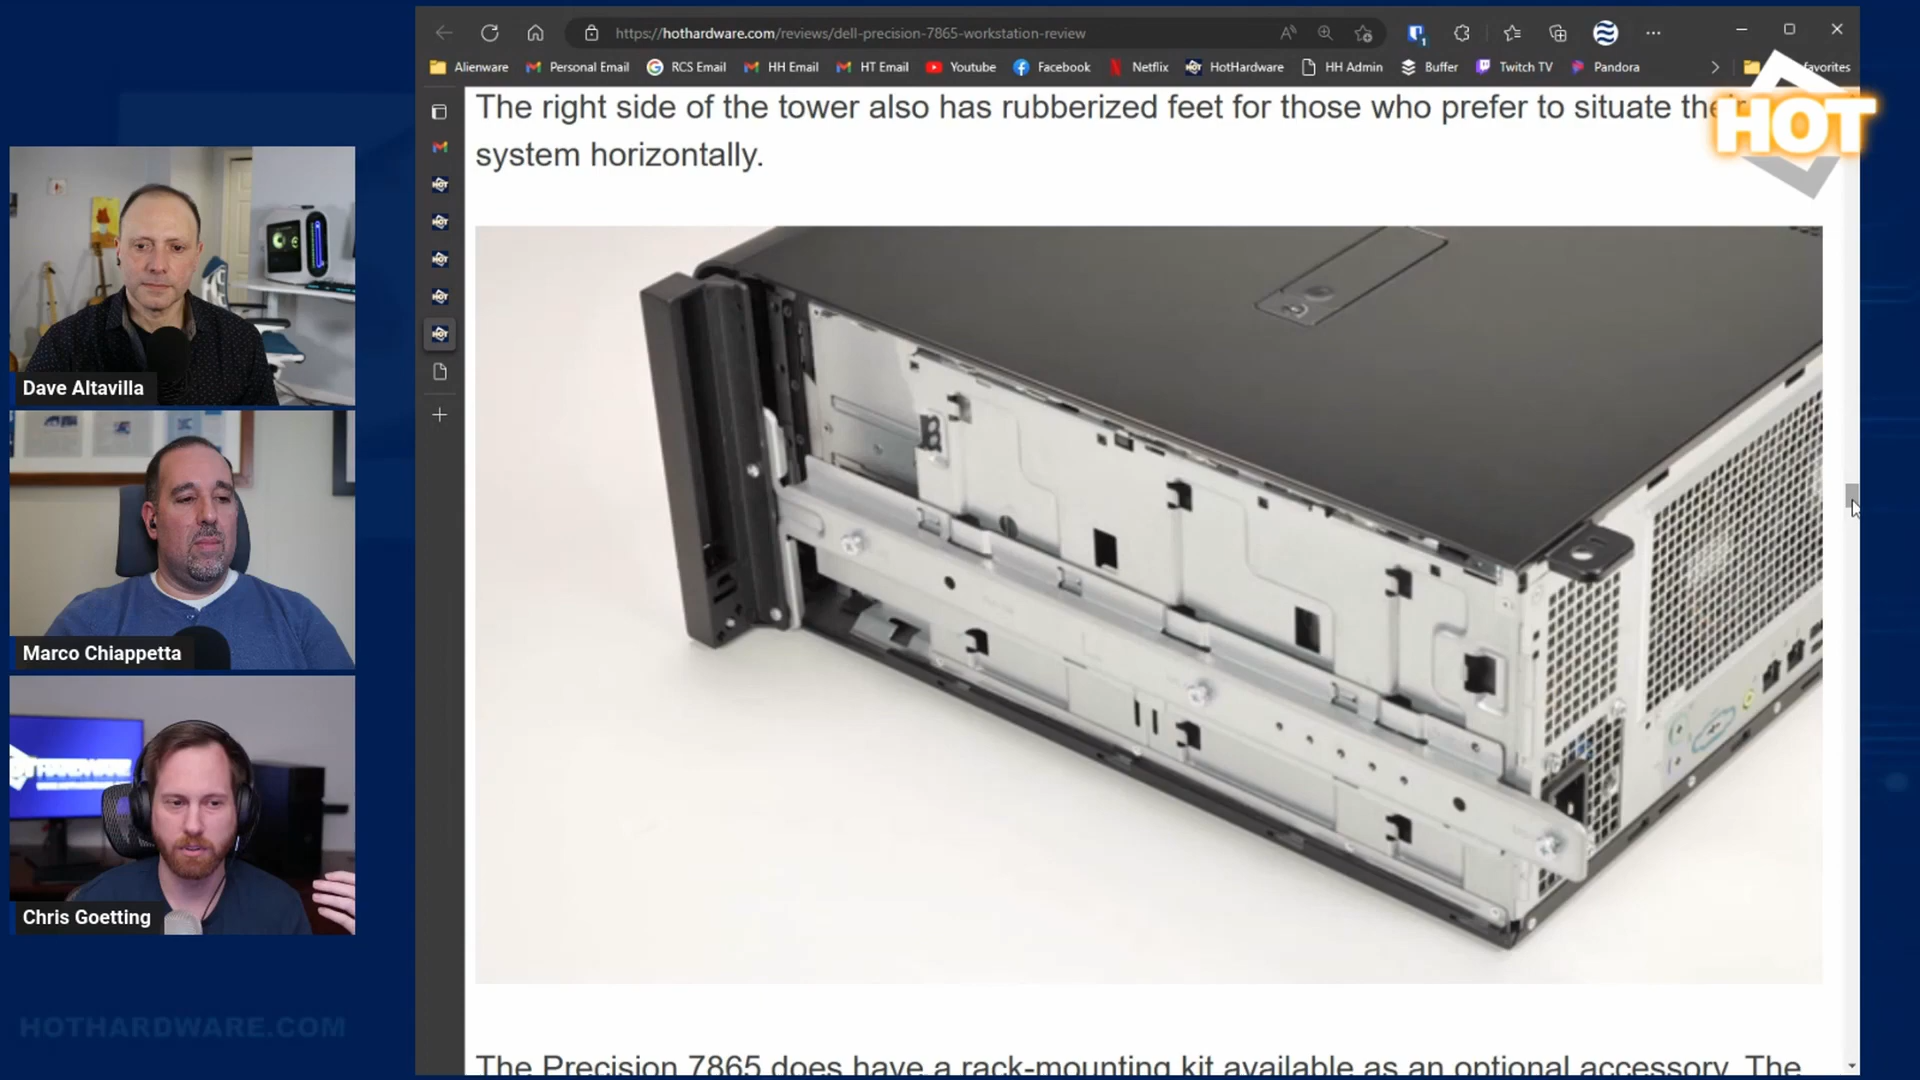 https://hothardware.com/reviews/dell-precision-7865-workstation-review
Alienware Personal Email RCS Email HH Email HT Email Youtube Facebook Netflix HotHardware HH Admin Buffer Twitch TV Pandora favorites
HOT
The right side of the tower also has rubberized feet for those who prefer to situate their
system horizontally.
Dave Altavilla
Marco Chiappetta
Chris Goetting
HOTHARDWARE.COM
The Precision 7865 does have a rack-mounting kit available as an optional accessory. The